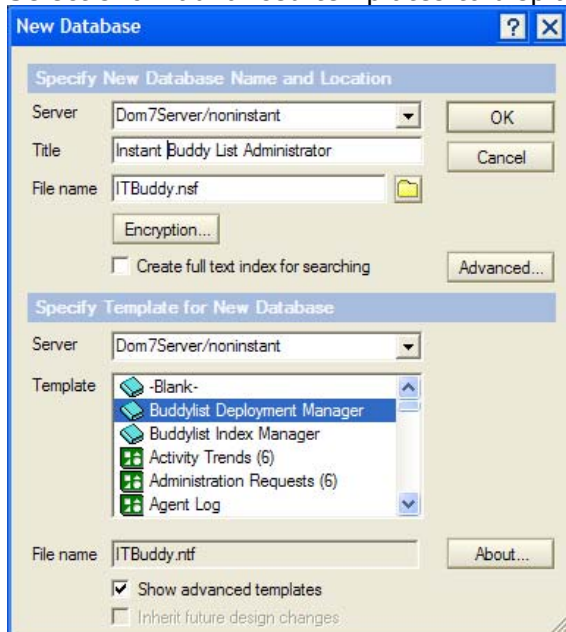 New Database
Specify New Database Name and Location
Server Dom7Server/noninstant OK
Title Instant Buddy List Administrator Cancel
File name ITBuddy.nsf
Encryption...
Create full text index for searching Advanced...
Specify Template for New Database
Server Dom7Server/noninstant
Template -Blank-
Buddylist Deployment Manager
Buddylist Index Manager
Activity Trends (6)
Administration Requests (6)
Agent Log
File name ITBuddy.ntf About...
Show advanced templates
Inherit future design changes